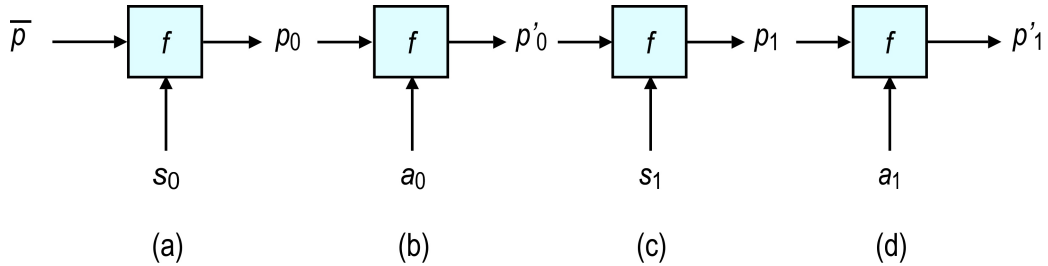 p̅ f p₀ f p'₀ f p₁ f p'₁
s₀ a₀ s₁ a₁
(a) (b) (c) (d)